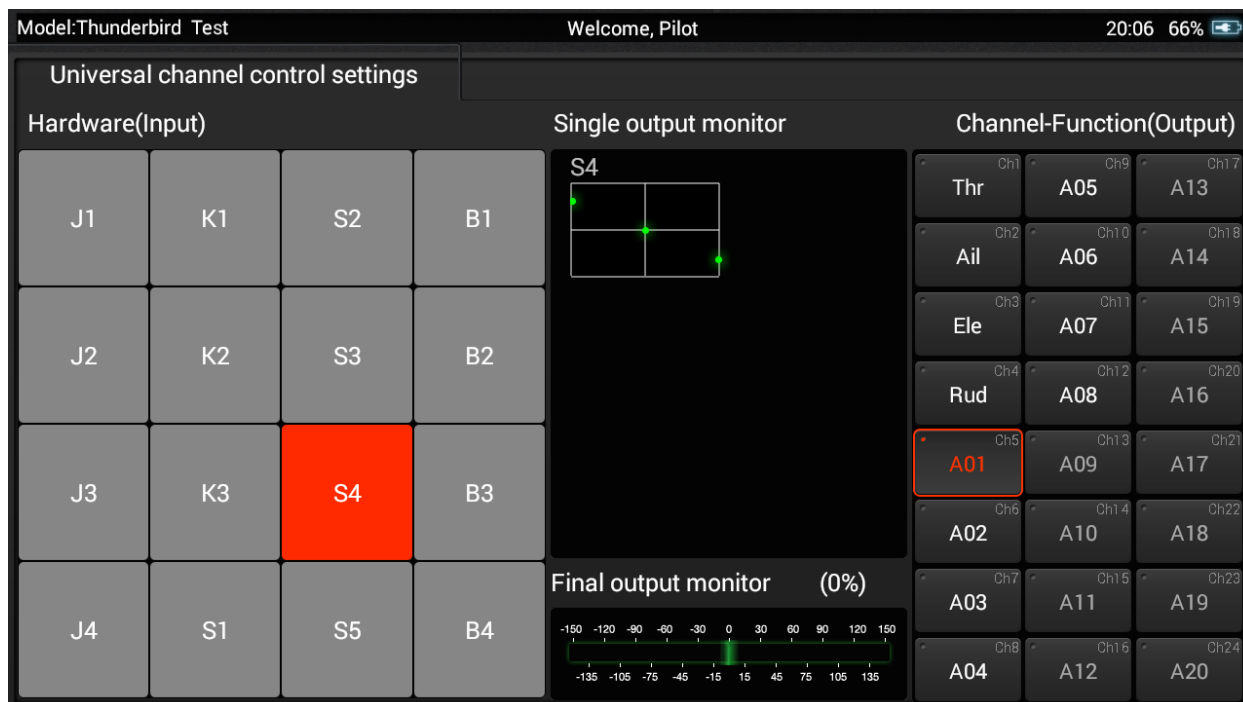 Model:Thunderbird Test
Welcome, Pilot
20:06 66%
Universal channel control settings
Hardware(Input)
J1 K1 S2 B1
J2 K2 S3 B2
J3 K3 S4 B3
J4 S1 S5 B4
Single output monitor
S4
Final output monitor (0%)
-150 -120 -90 -60 -30 0 30 60 90 120 150
-135 -105 -75 -45 -15 15 45 75 105 135
Channel-Function(Output)
Ch1 Ch9 Ch17
Thr A05 A13
Ch2 Ch10 Ch18
Ail A06 A14
Ch3 Ch11 Ch19
Ele A07 A15
Ch4 Ch12 Ch20
Rud A08 A16
Ch5 Ch13 Ch21
A01 A09 A17
Ch6 Ch14 Ch22
A02 A10 A18
Ch7 Ch15 Ch23
A03 A11 A19
Ch8 Ch16 Ch24
A04 A12 A20